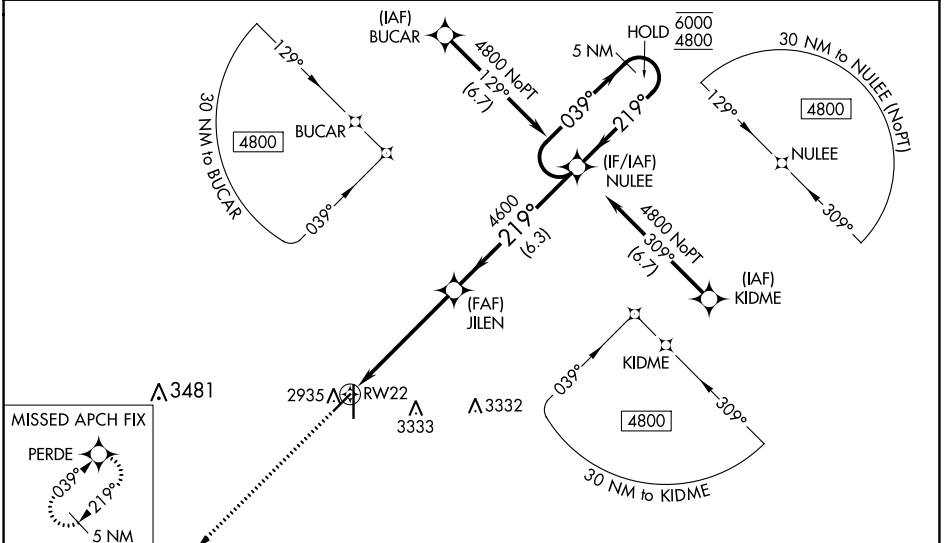 (IAF)
BUCAR
4800 NoPT
129°
(6.7)
HOLD
6000
4800
5 NM
039°
219°
(IF/IAF)
NULEE
129°
BUCAR
4800
039°
30 NM to BUCAR
30 NM to NULEE (NoPT)
4800
129°
NULEE
309°
4600
219°
(6.3)
4800 NoPT
309°
(6.7)
(IAF)
KIDME
(FAF)
JILEN
KIDME
039°
309°
4800
30 NM to KIDME
3481
2935
RW22
3333
3332
MISSED APCH FIX
PERDE
039°
219°
5 NM